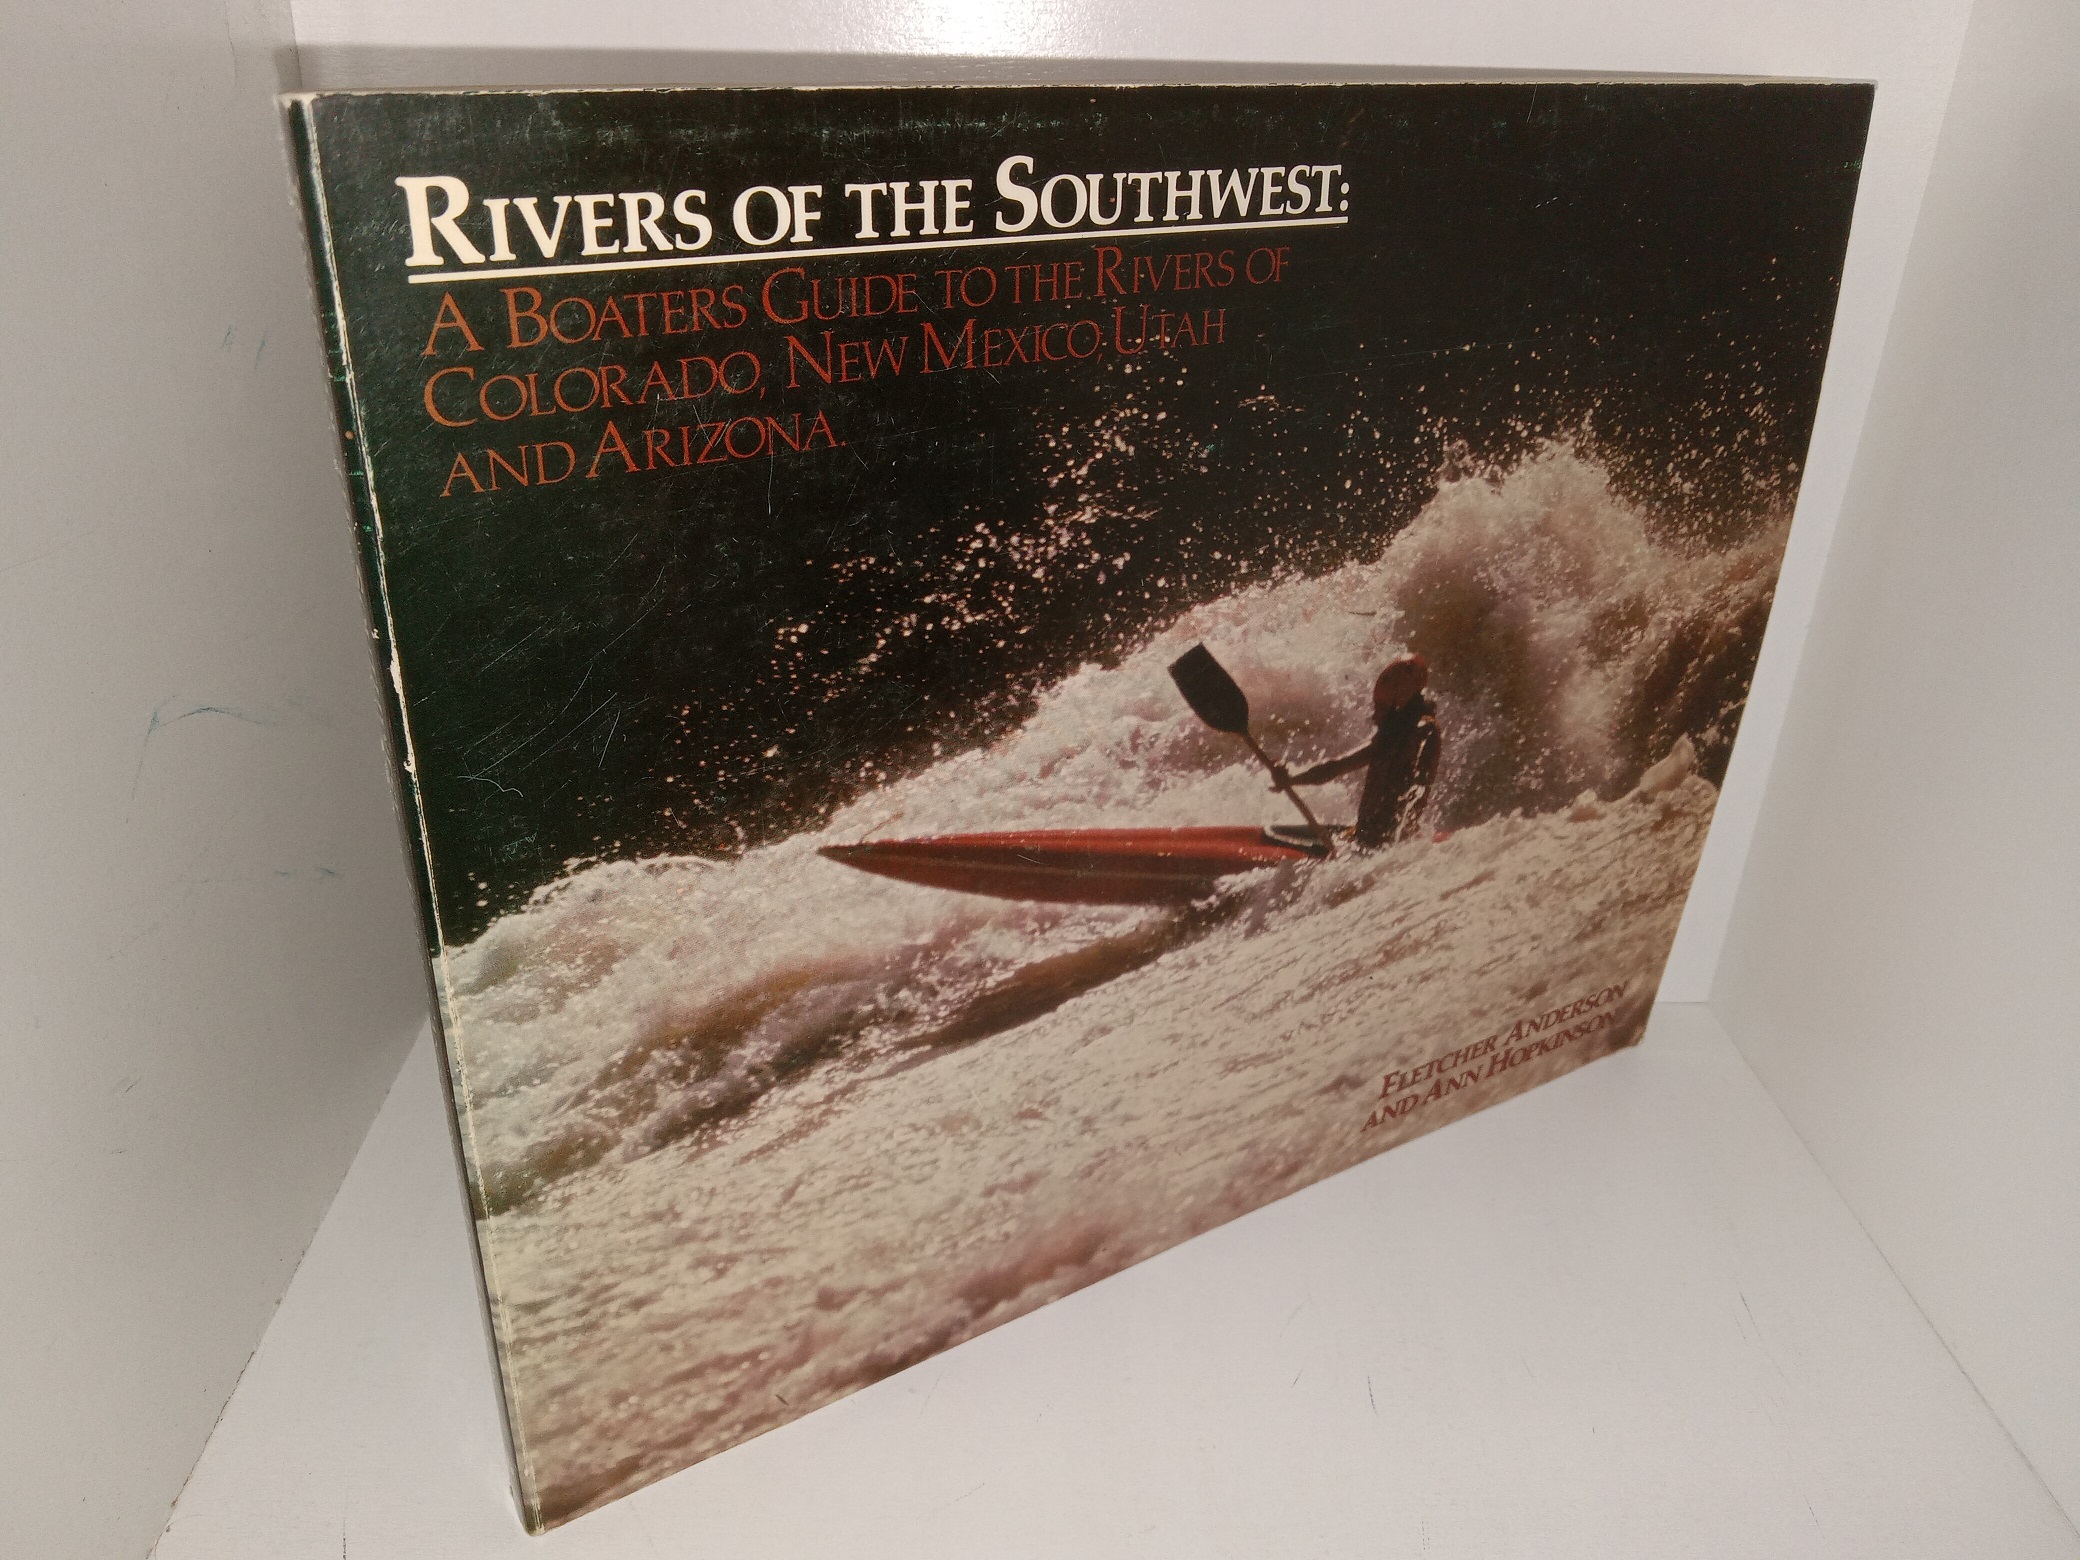 RIVERS OF THE SOUTHWEST:
A BOATERS GUIDE TO THE RIVERS OF
COLORADO, NEW MEXICO, UTAH
AND ARIZONA.
FLETCHER ANDERSON
AND ANN HOPKINSON